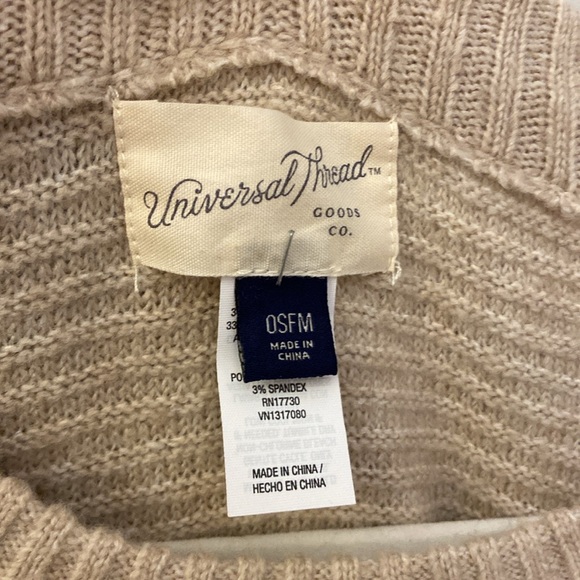 Universal Thread™
GOODS
CO.
OSFM
MADE IN
CHINA
3% SPANDEX
RN17730
VN1317080
MADE IN CHINA /
HECHO EN CHINA